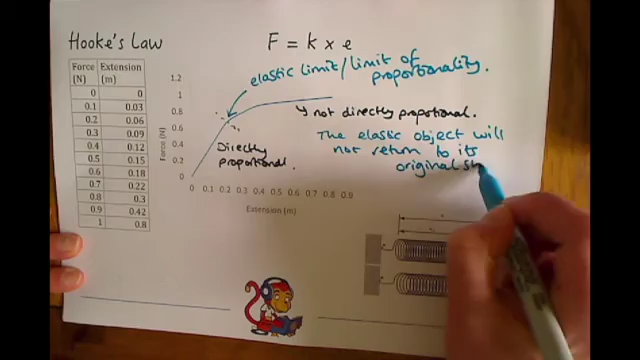 Hooke's Law
F = k x e
Force (N) Extension (m)
0 0
0.1 0.03
0.2 0.06
0.3 0.09
0.4 0.12
0.5 0.15
0.6 0.18
0.7 0.22
0.8 0.3
0.9 0.42
1 0.8
elastic limit/limit of
proportionality.
1.2
1
0.8
0.6
0.4
0.2
0
Force (N)
0 0.1 0.2 0.3 0.4 0.5 0.6 0.7 0.8 0.9
Extension (m)
Directly
proportional.
not directly proptional.
The elastic object will
not return to its
original sh